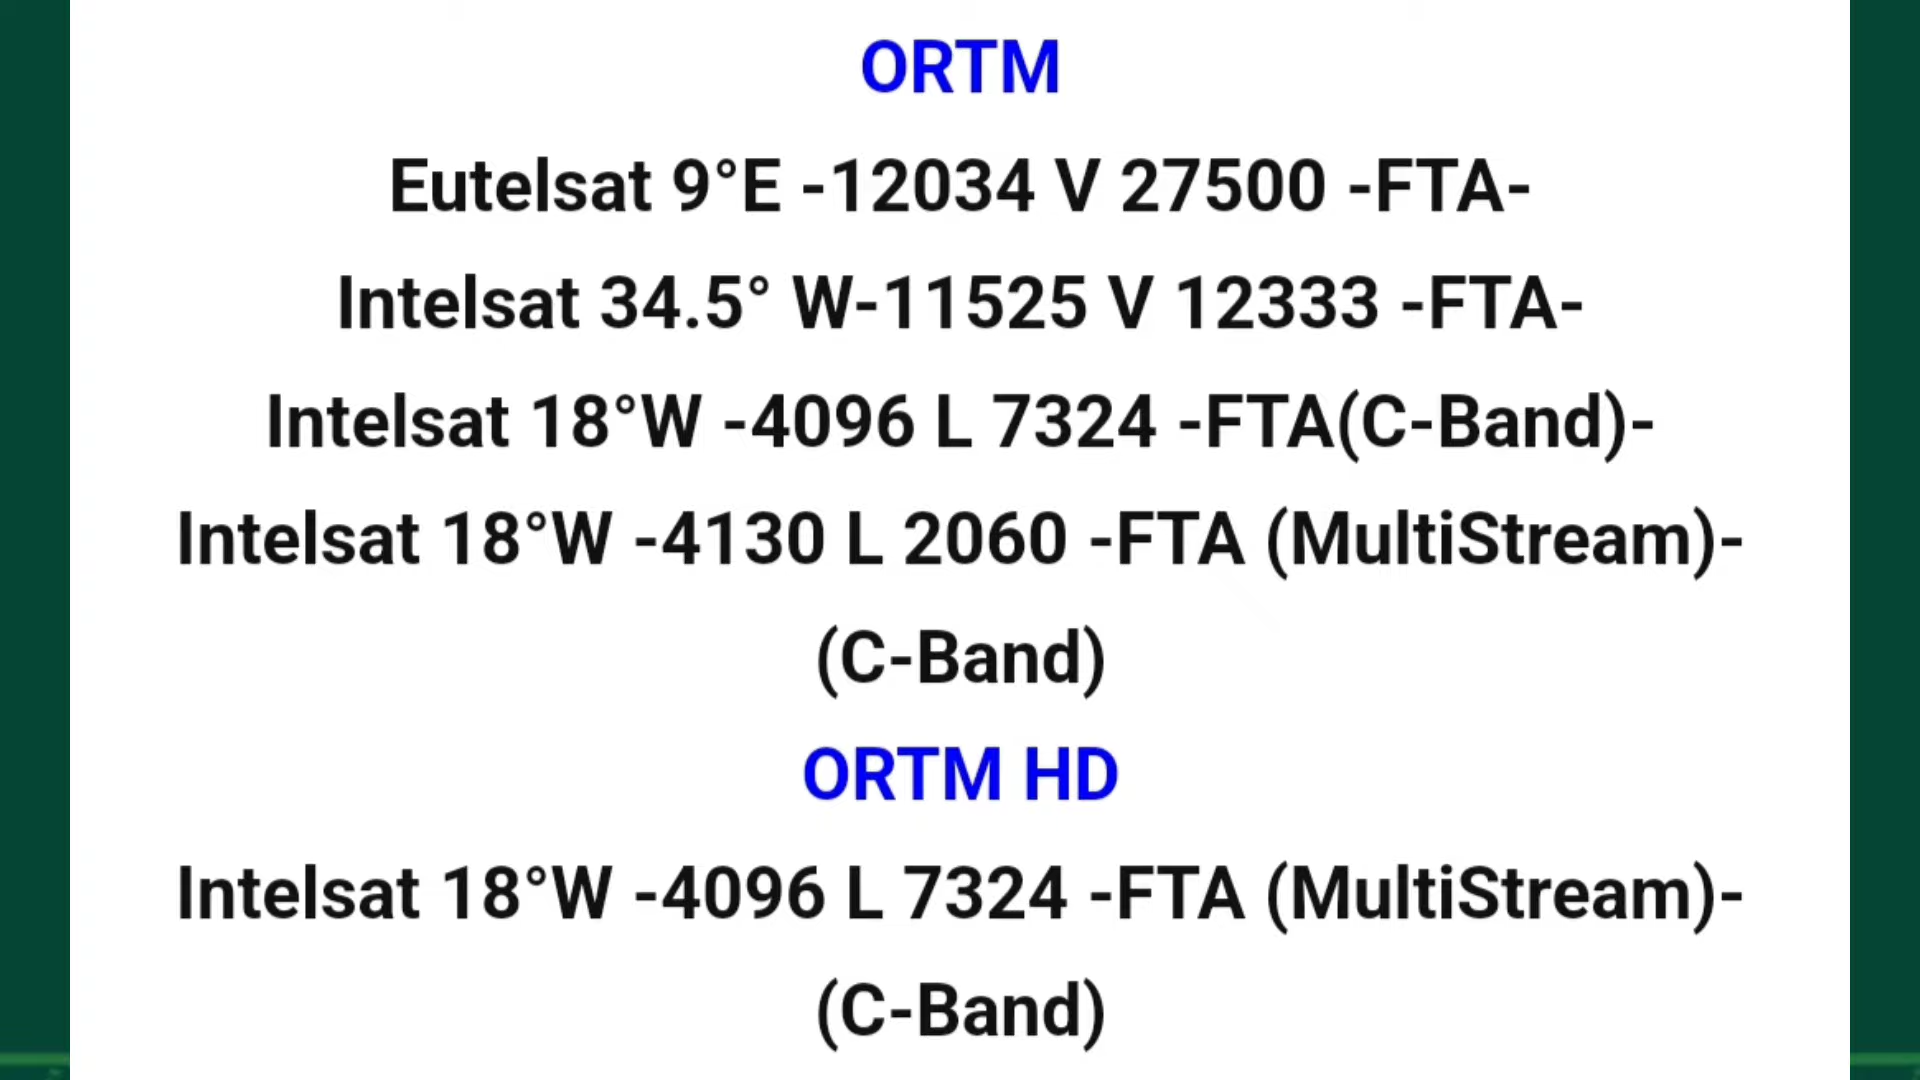 ORTM
Eutelsat 9°E -12034 V 27500 -FTA-
Intelsat 34.5° W-11525 V 12333 -FTA-
Intelsat 18°W -4096 L 7324 -FTA(C-Band)-
Intelsat 18°W -4130 L 2060 -FTA (MultiStream)-
(C-Band)
ORTM HD
Intelsat 18°W -4096 L 7324 -FTA (MultiStream)-
(C-Band)